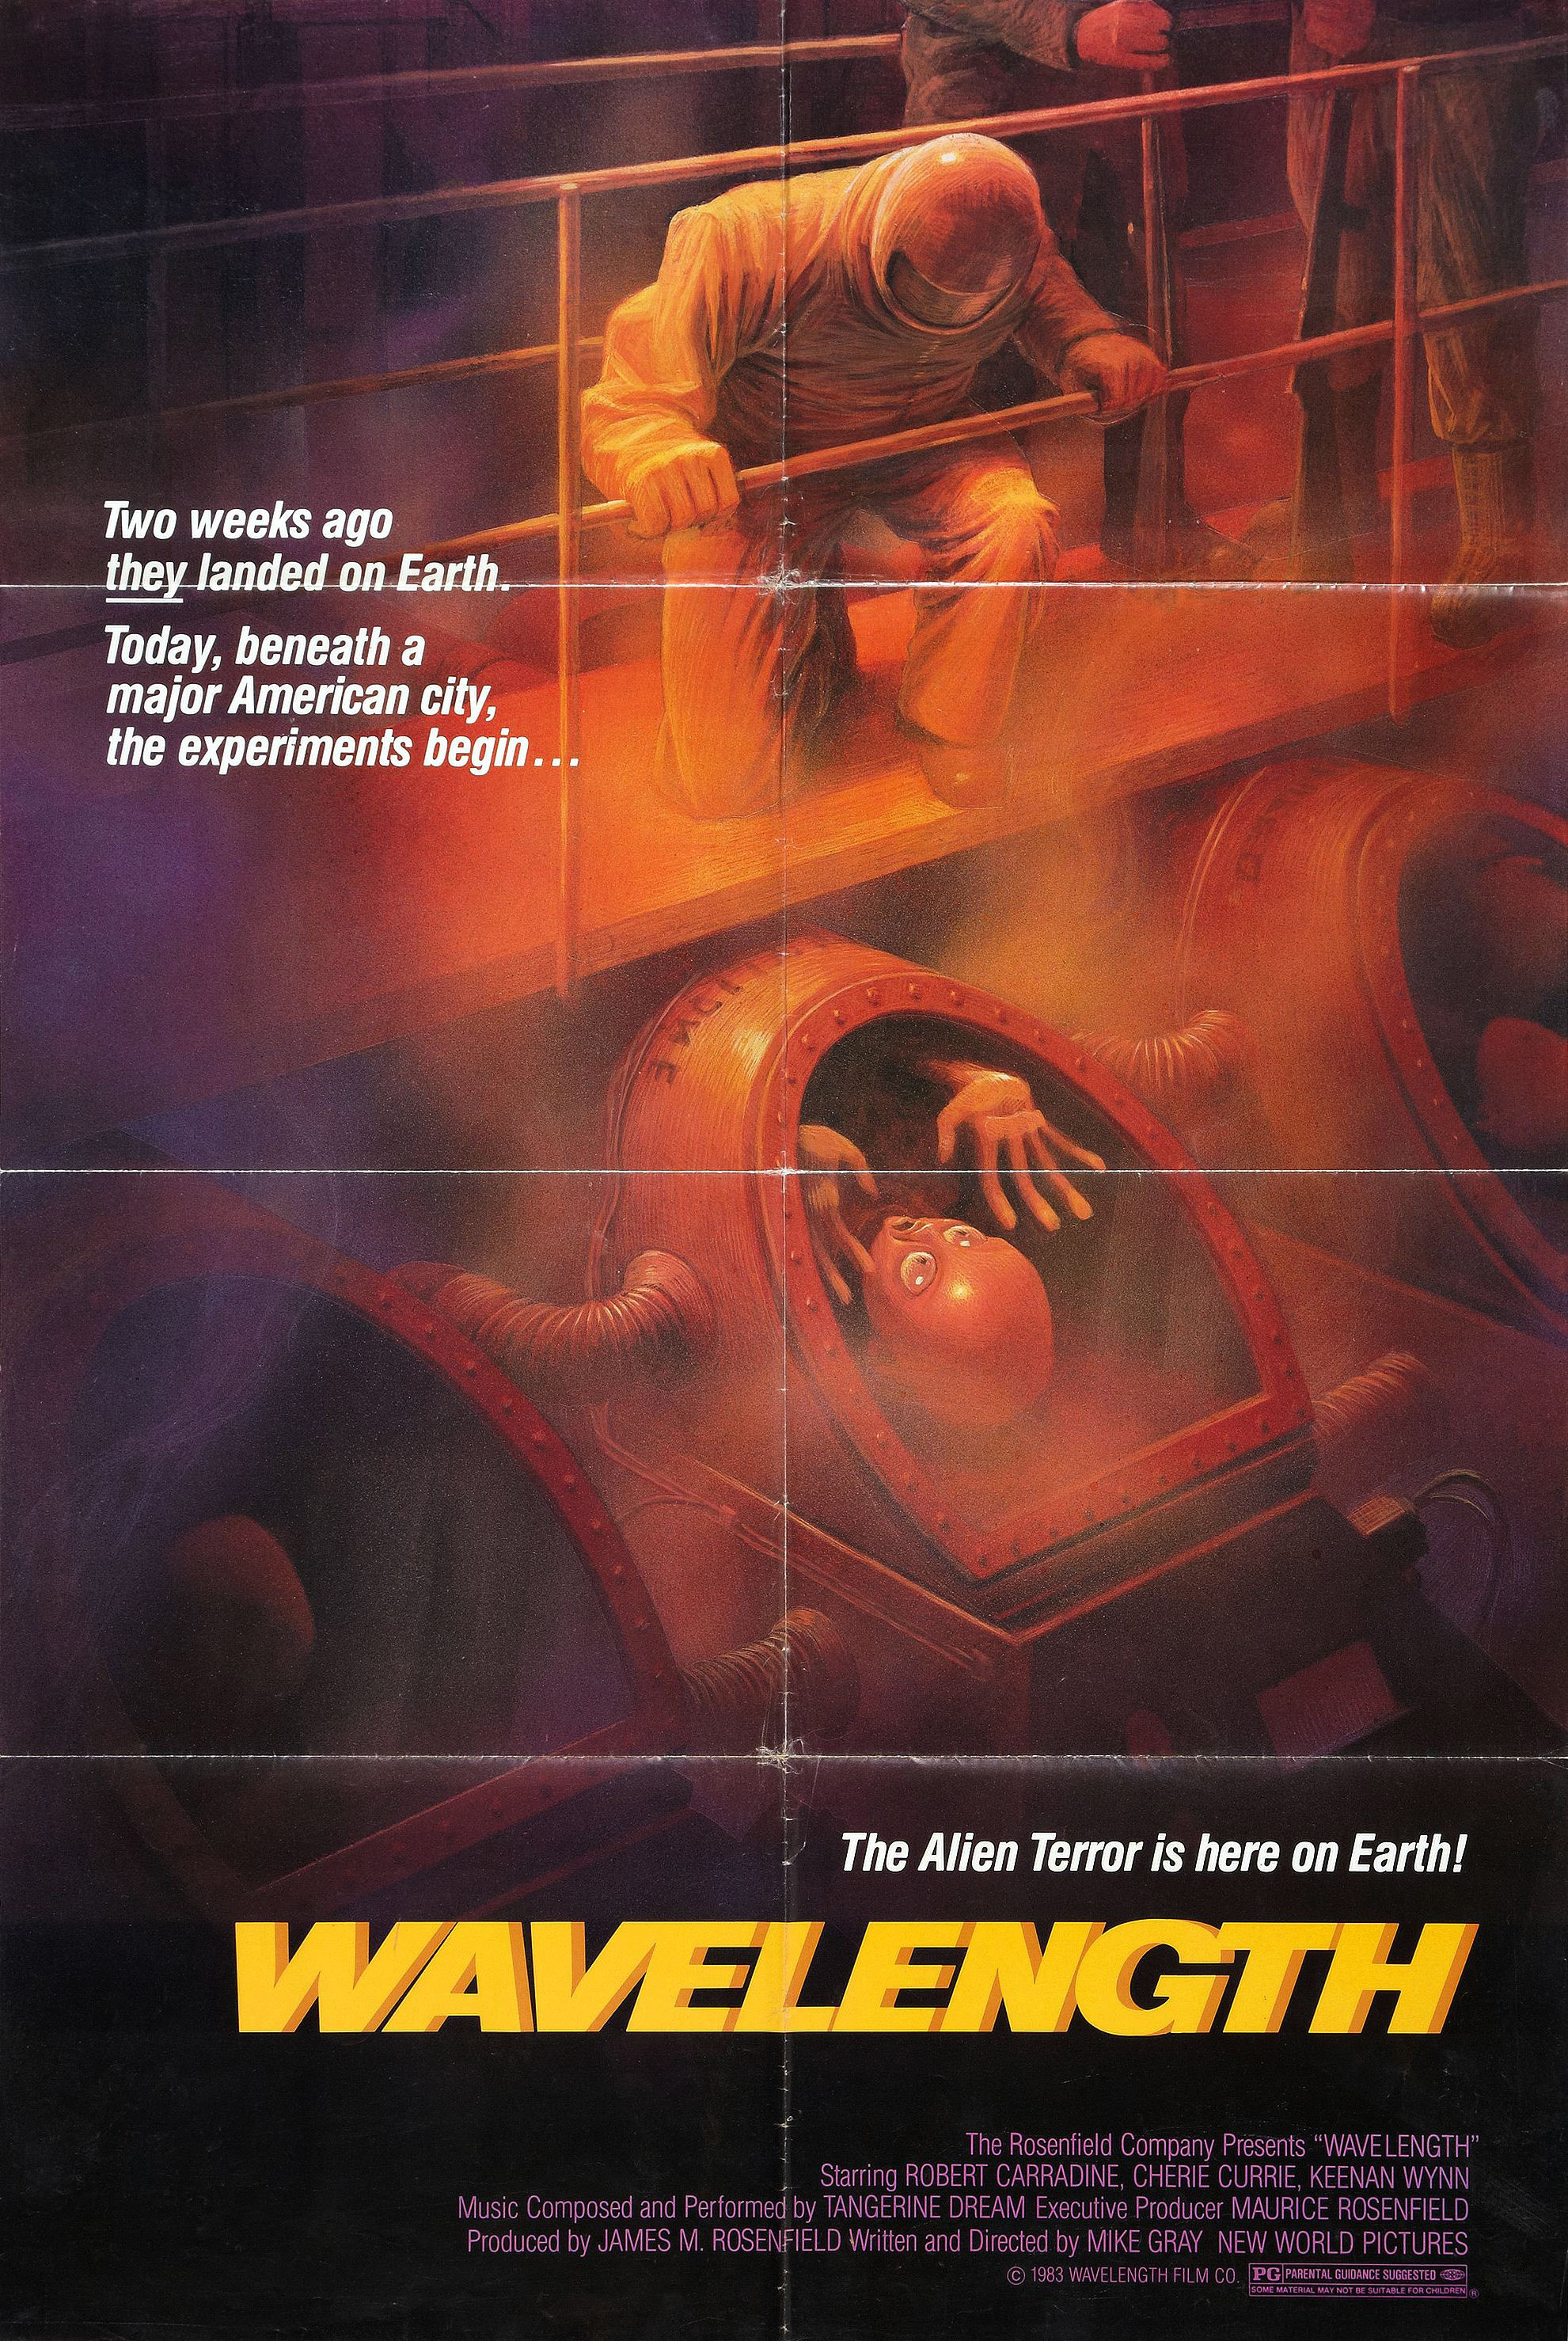 Two weeks ago
they landed on Earth.
Today, beneath a
major American city,
the experiments begin...
The Alien Terror is here on Earth!
WAVELENGTH
The Rosenfield Company Presents “WAVELENGTH”
Starring ROBERT CARRADINE, CHERIE CURRIE, KEENAN WYNN
Music Composed and Performed by TANGERINE DREAM Executive Producer MAURICE ROSENFIELD
Produced by JAMES M. ROSENFIELD Written and Directed by MIKE GRAY NEW WORLD PICTURES
© 1983 WAVELENGTH FILM CO. PG PARENTAL GUIDANCE SUGGESTED
SOME MATERIAL MAY NOT BE SUITABLE FOR CHILDREN ®